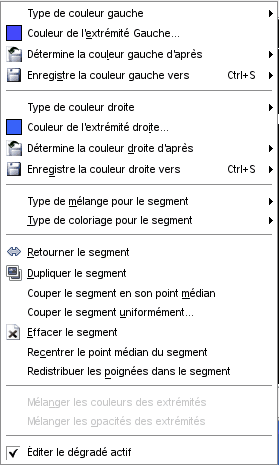 Type de couleur gauche
Couleur de l'extrémité Gauche...
Détermine la couleur gauche d'après
Enregistre la couleur gauche vers Ctrl+S
Type de couleur droite
Couleur de l'extrémité droite...
Détermine la couleur droite d'après
Enregistre la couleur droite vers Ctrl+S
Type de mélange pour le segment
Type de coloriage pour le segment
Retourner le segment
Dupliquer le segment
Couper le segment en son point médian
Couper le segment uniformément...
Effacer le segment
Recentrer le point médian du segment
Redistribuer les poignées dans le segment
Mélanger les couleurs des extrémités
Mélanger les opacités des extrémités
Éditer le dégradé actif